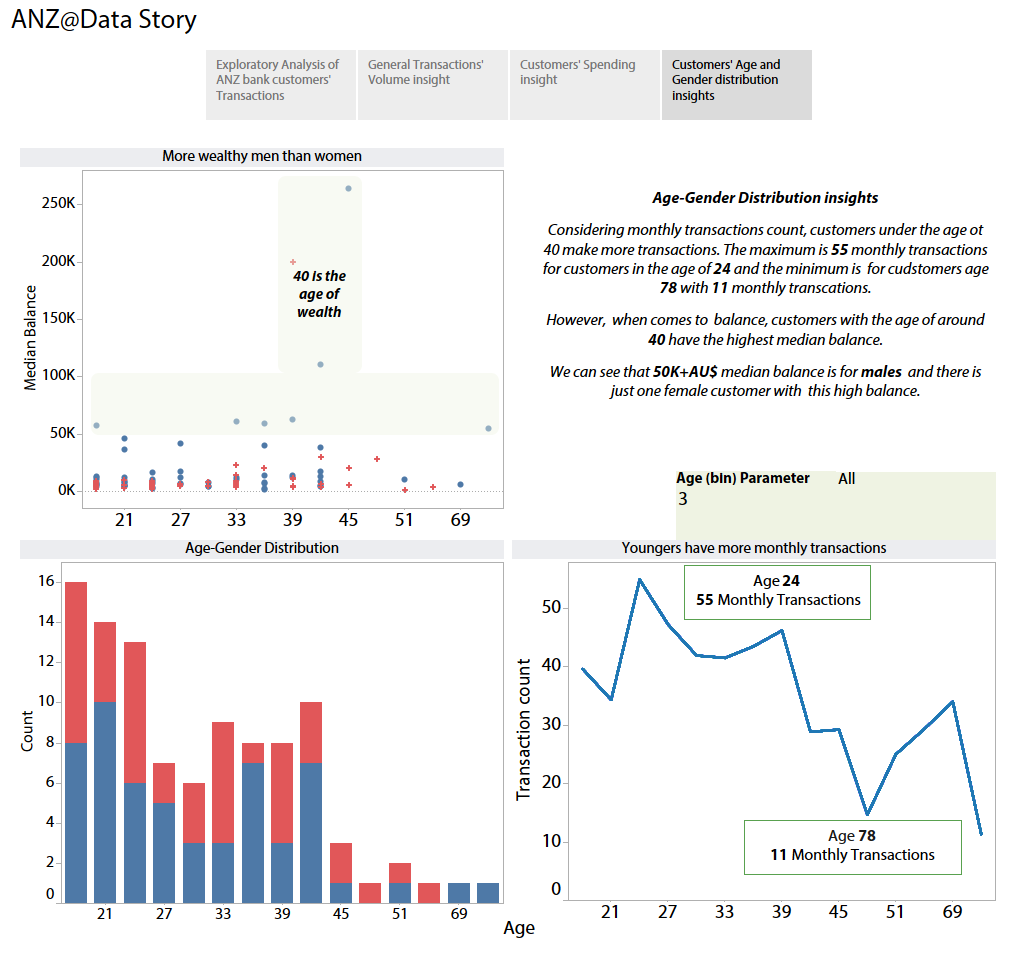 ANZ@Data Story
Exploratory Analysis of
ANZ bank customers'
Transactions
General Transactions'
Volume insight
Customers' Spending
insight
Customers' Age and
Gender distribution
insights
More wealthy men than women
250K
200K
150K
100K
50K
0K
Median Balance
40 is the
age of
wealth
21 27 33 39 45 51 69
Age-Gender Distribution insights
Considering monthly transactions count, customers under the age ot
40 make more transactions. The maximum is 55 monthly transactions
for customers in the age of 24 and the minimum is for cudstomers age
78 with 11 monthly transcations.
However, when comes to balance, customers with the age of around
40 have the highest median balance.
We can see that 50K+AU$ median balance is for males and there is
just one female customer with this high balance.
Age (bin) Parameter All
3
Age-Gender Distribution
16
14
12
10
8
6
4
2
0
Count
21 27 33 39 45 51 69
Youngers have more monthly transactions
50
40
30
20
10
0
Transaction count
Age 24
55 Monthly Transactions
Age 78
11 Monthly Transactions
21 27 33 39 45 51 69
Age